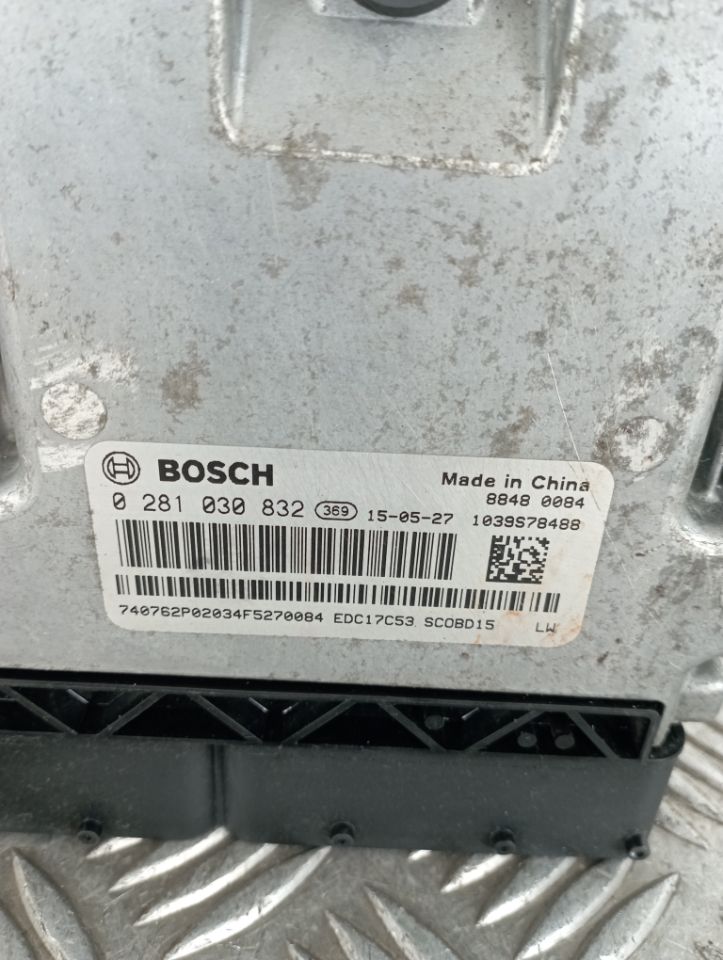 BOSCH
Made in China
8848 0084
0 281 030 832 369 15-05-27 1039S78488
740762P02034F5270084 EDC17C53 SCOBD15 LW